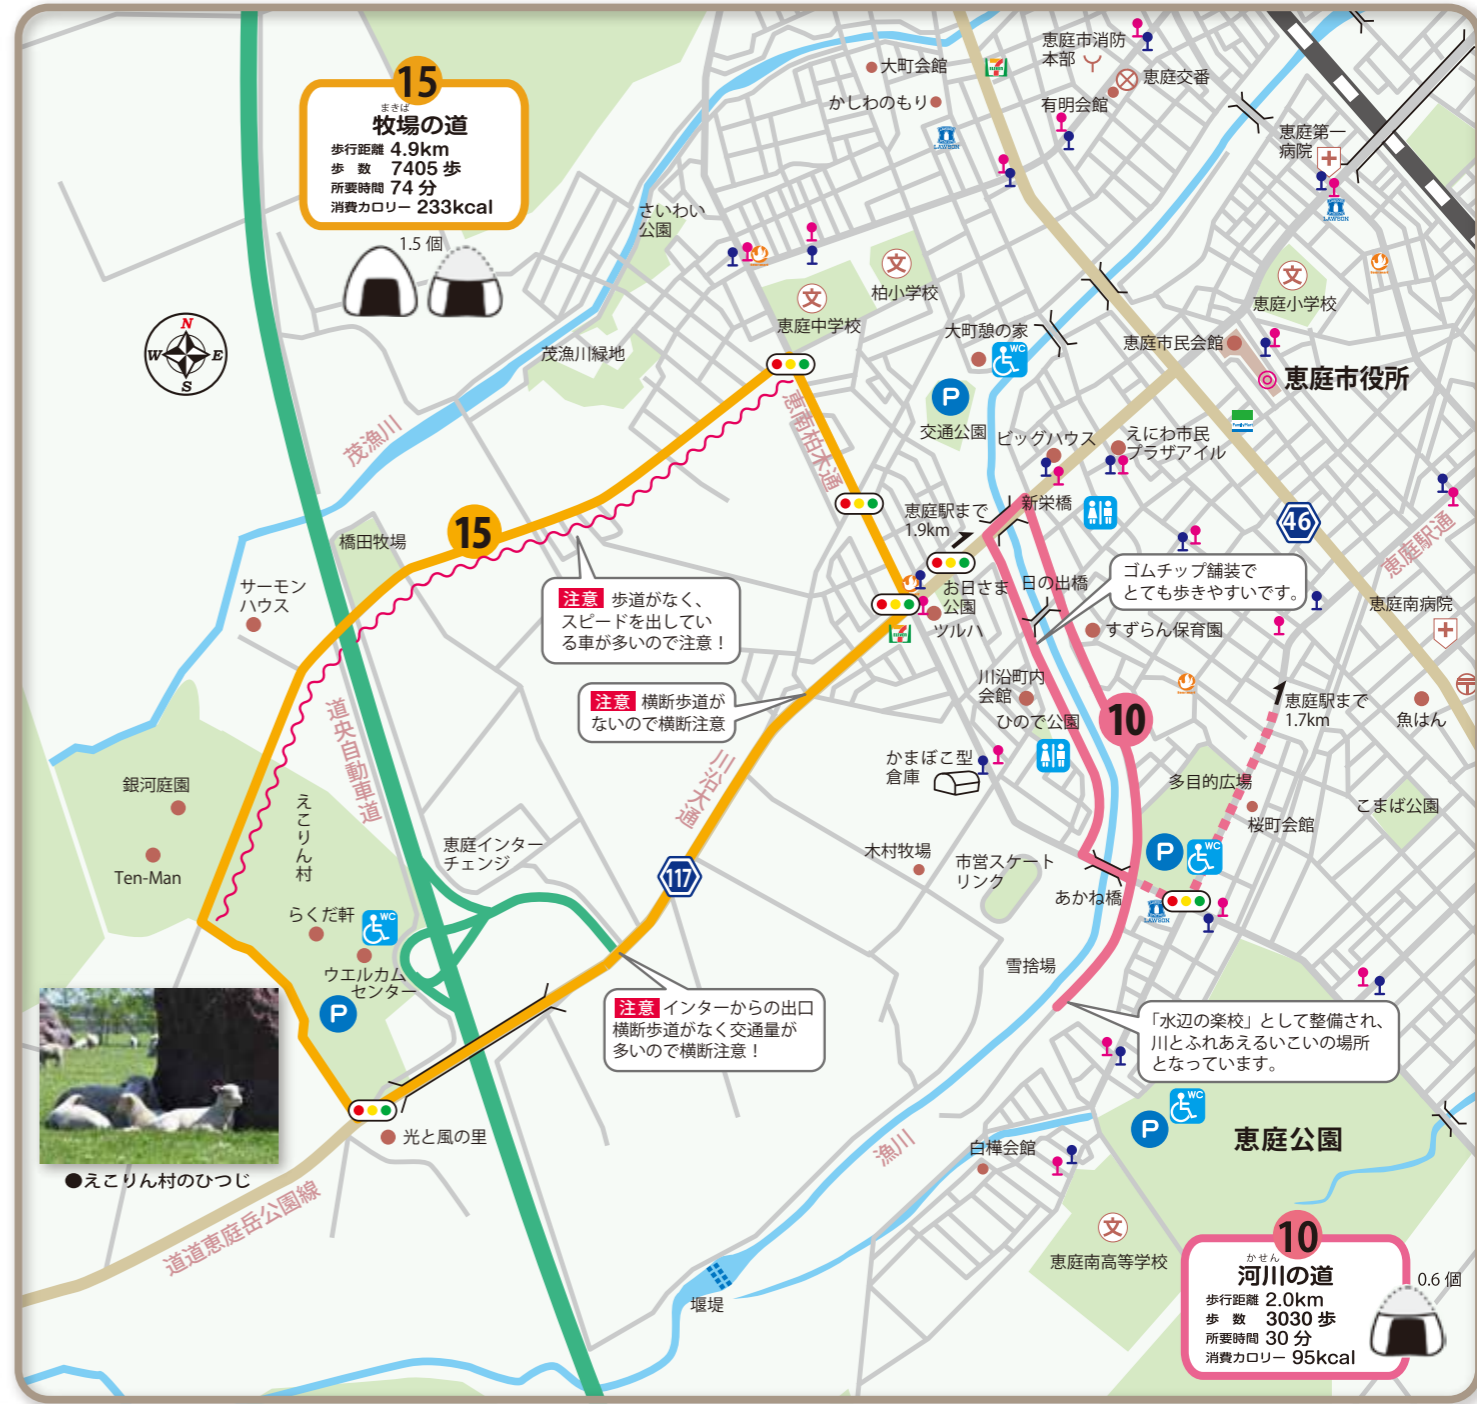 15
まきば
牧場の道
歩行距離 4.9km
歩 数 7405 歩
所要時間 74 分
消費カロリー 233kcal
1.5 個
N
W E
S
恵庭市消防
本部
大町会館
かしわのもり
恵庭交番
有明会館
LAWSON
恵庭第一
病院
LAWSON
さいわい
公園
文
柏小学校
文
恵庭中学校
文
恵庭小学校
茂漁川緑地
大町憩の家
WC
恵庭市民会館
恵庭市役所
P
交通公園
FamilyMart
茂漁川
恵南柏木通
ビッグハウス
えにわ市民
プラザアイル
恵庭駅まで
1.9km
新栄橋
46
恵庭駅通
15
橋田牧場
サーモン
ハウス
注意 歩道がなく、
スピードを出してい
る車が多いので注意！
お日さま
公園
ツルハ
7
日の出橋
ゴムチップ舗装で
とても歩きやすいです。
すずらん保育園
恵庭南病院
注意 横断歩道が
ないので横断注意
川沿町内
会館
ひので公園
10
恵庭駅まで
1.7km
魚はん
道央自動車道
川沿大通
かまぼこ型
倉庫
多目的広場
桜町会館
こまば公園
銀河庭園
えこりん村
Ten-Man
恵庭インター
チェンジ
117
木村牧場
市営スケート
リンク
P
WC
あかね橋
LAWSON
らくだ軒
WC
ウエルカム
センター
P
雪捨場
注意 インターからの出口
横断歩道がなく交通量が
多いので横断注意！
「水辺の楽校」として整備され、
川とふれあえるいこいの場所
となっています。
光と風の里
●えこりん村のひつじ
道道恵庭岳公園線
漁川
白樺会館
P
WC
恵庭公園
文
恵庭南高等学校
堰堤
10
かせん
河川の道
歩行距離 2.0km
歩 数 3030 歩
所要時間 30 分
消費カロリー 95kcal
0.6 個